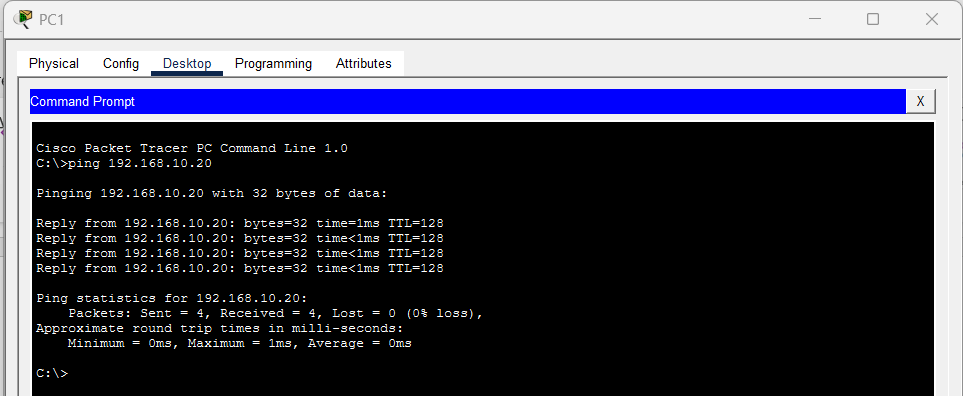 PC1
Physical Config Desktop Programming Attributes
Command Prompt X
Cisco Packet Tracer PC Command Line 1.0
C:\>ping 192.168.10.20
Pinging 192.168.10.20 with 32 bytes of data:
Reply from 192.168.10.20: bytes=32 time=1ms TTL=128
Reply from 192.168.10.20: bytes=32 time<1ms TTL=128
Reply from 192.168.10.20: bytes=32 time<1ms TTL=128
Reply from 192.168.10.20: bytes=32 time<1ms TTL=128
Ping statistics for 192.168.10.20:
Packets: Sent = 4, Received = 4, Lost = 0 (0% loss),
Approximate round trip times in milli-seconds:
Minimum = 0ms, Maximum = 1ms, Average = 0ms
C:\>